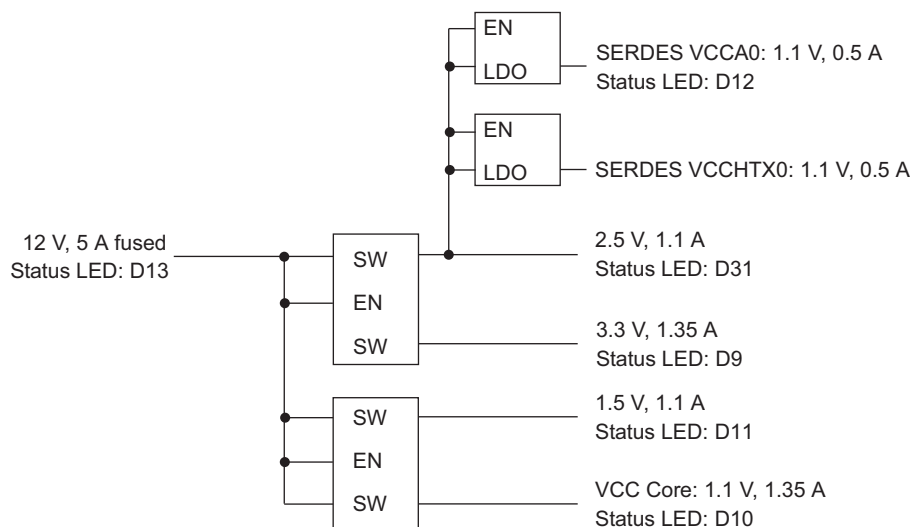 EN
LDO
SERDES VCCA0: 1.1 V, 0.5 A
Status LED: D12
EN
LDO
SERDES VCCHTX0: 1.1 V, 0.5 A
12 V, 5 A fused
Status LED: D13
SW
EN
SW
2.5 V, 1.1 A
Status LED: D31
3.3 V, 1.35 A
Status LED: D9
SW
EN
SW
1.5 V, 1.1 A
Status LED: D11
VCC Core: 1.1 V, 1.35 A
Status LED: D10